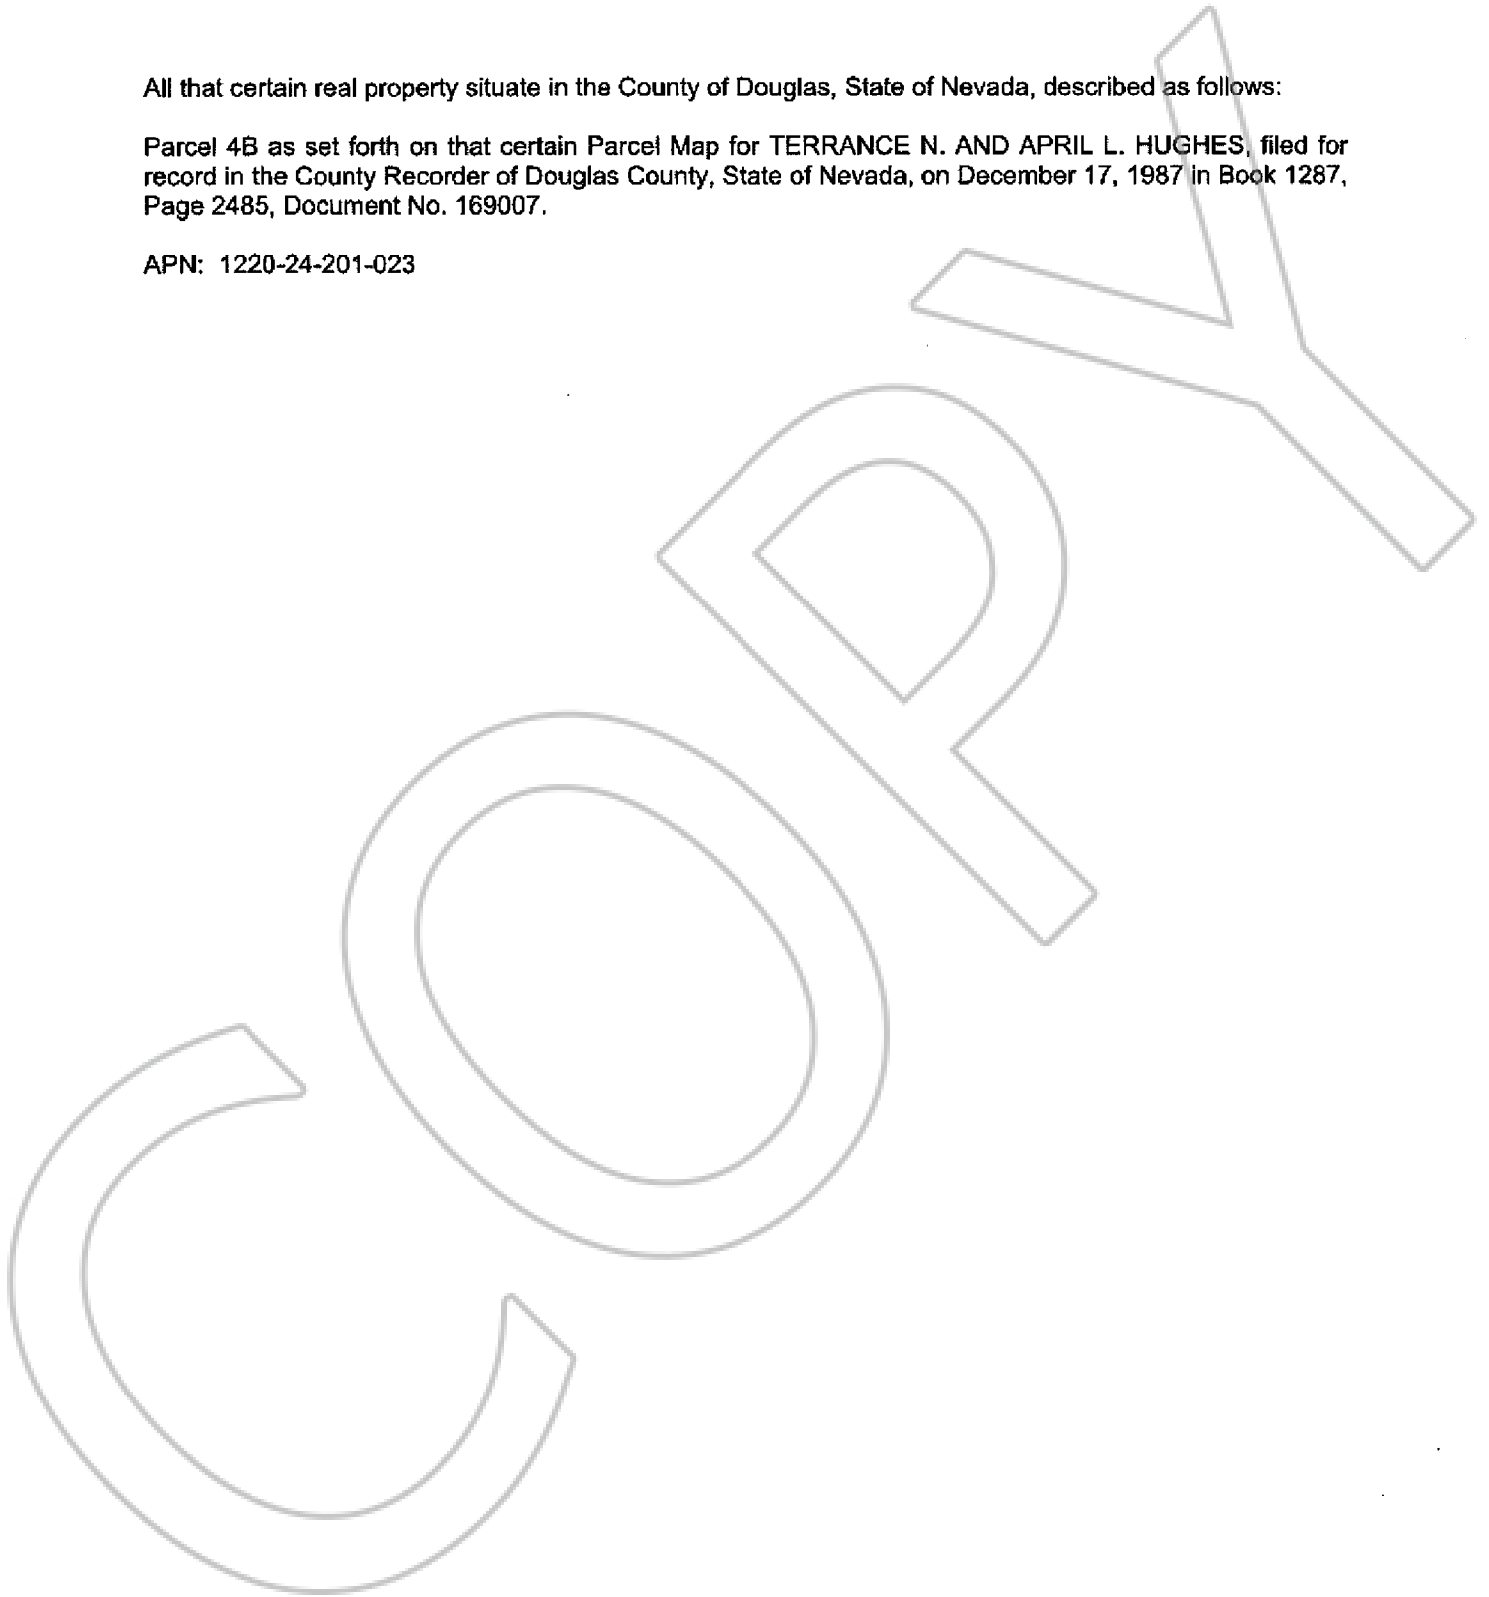 All that certain real property situate in the County of Douglas, State of Nevada, described as follows:
Parcel 4B as set forth on that certain Parcel Map for TERRANCE N. AND APRIL L. HUGHES, filed for
record in the County Recorder of Douglas County, State of Nevada, on December 17, 1987 in Book 1287,
Page 2485, Document No. 169007.
APN: 1220-24-201-023
COPY